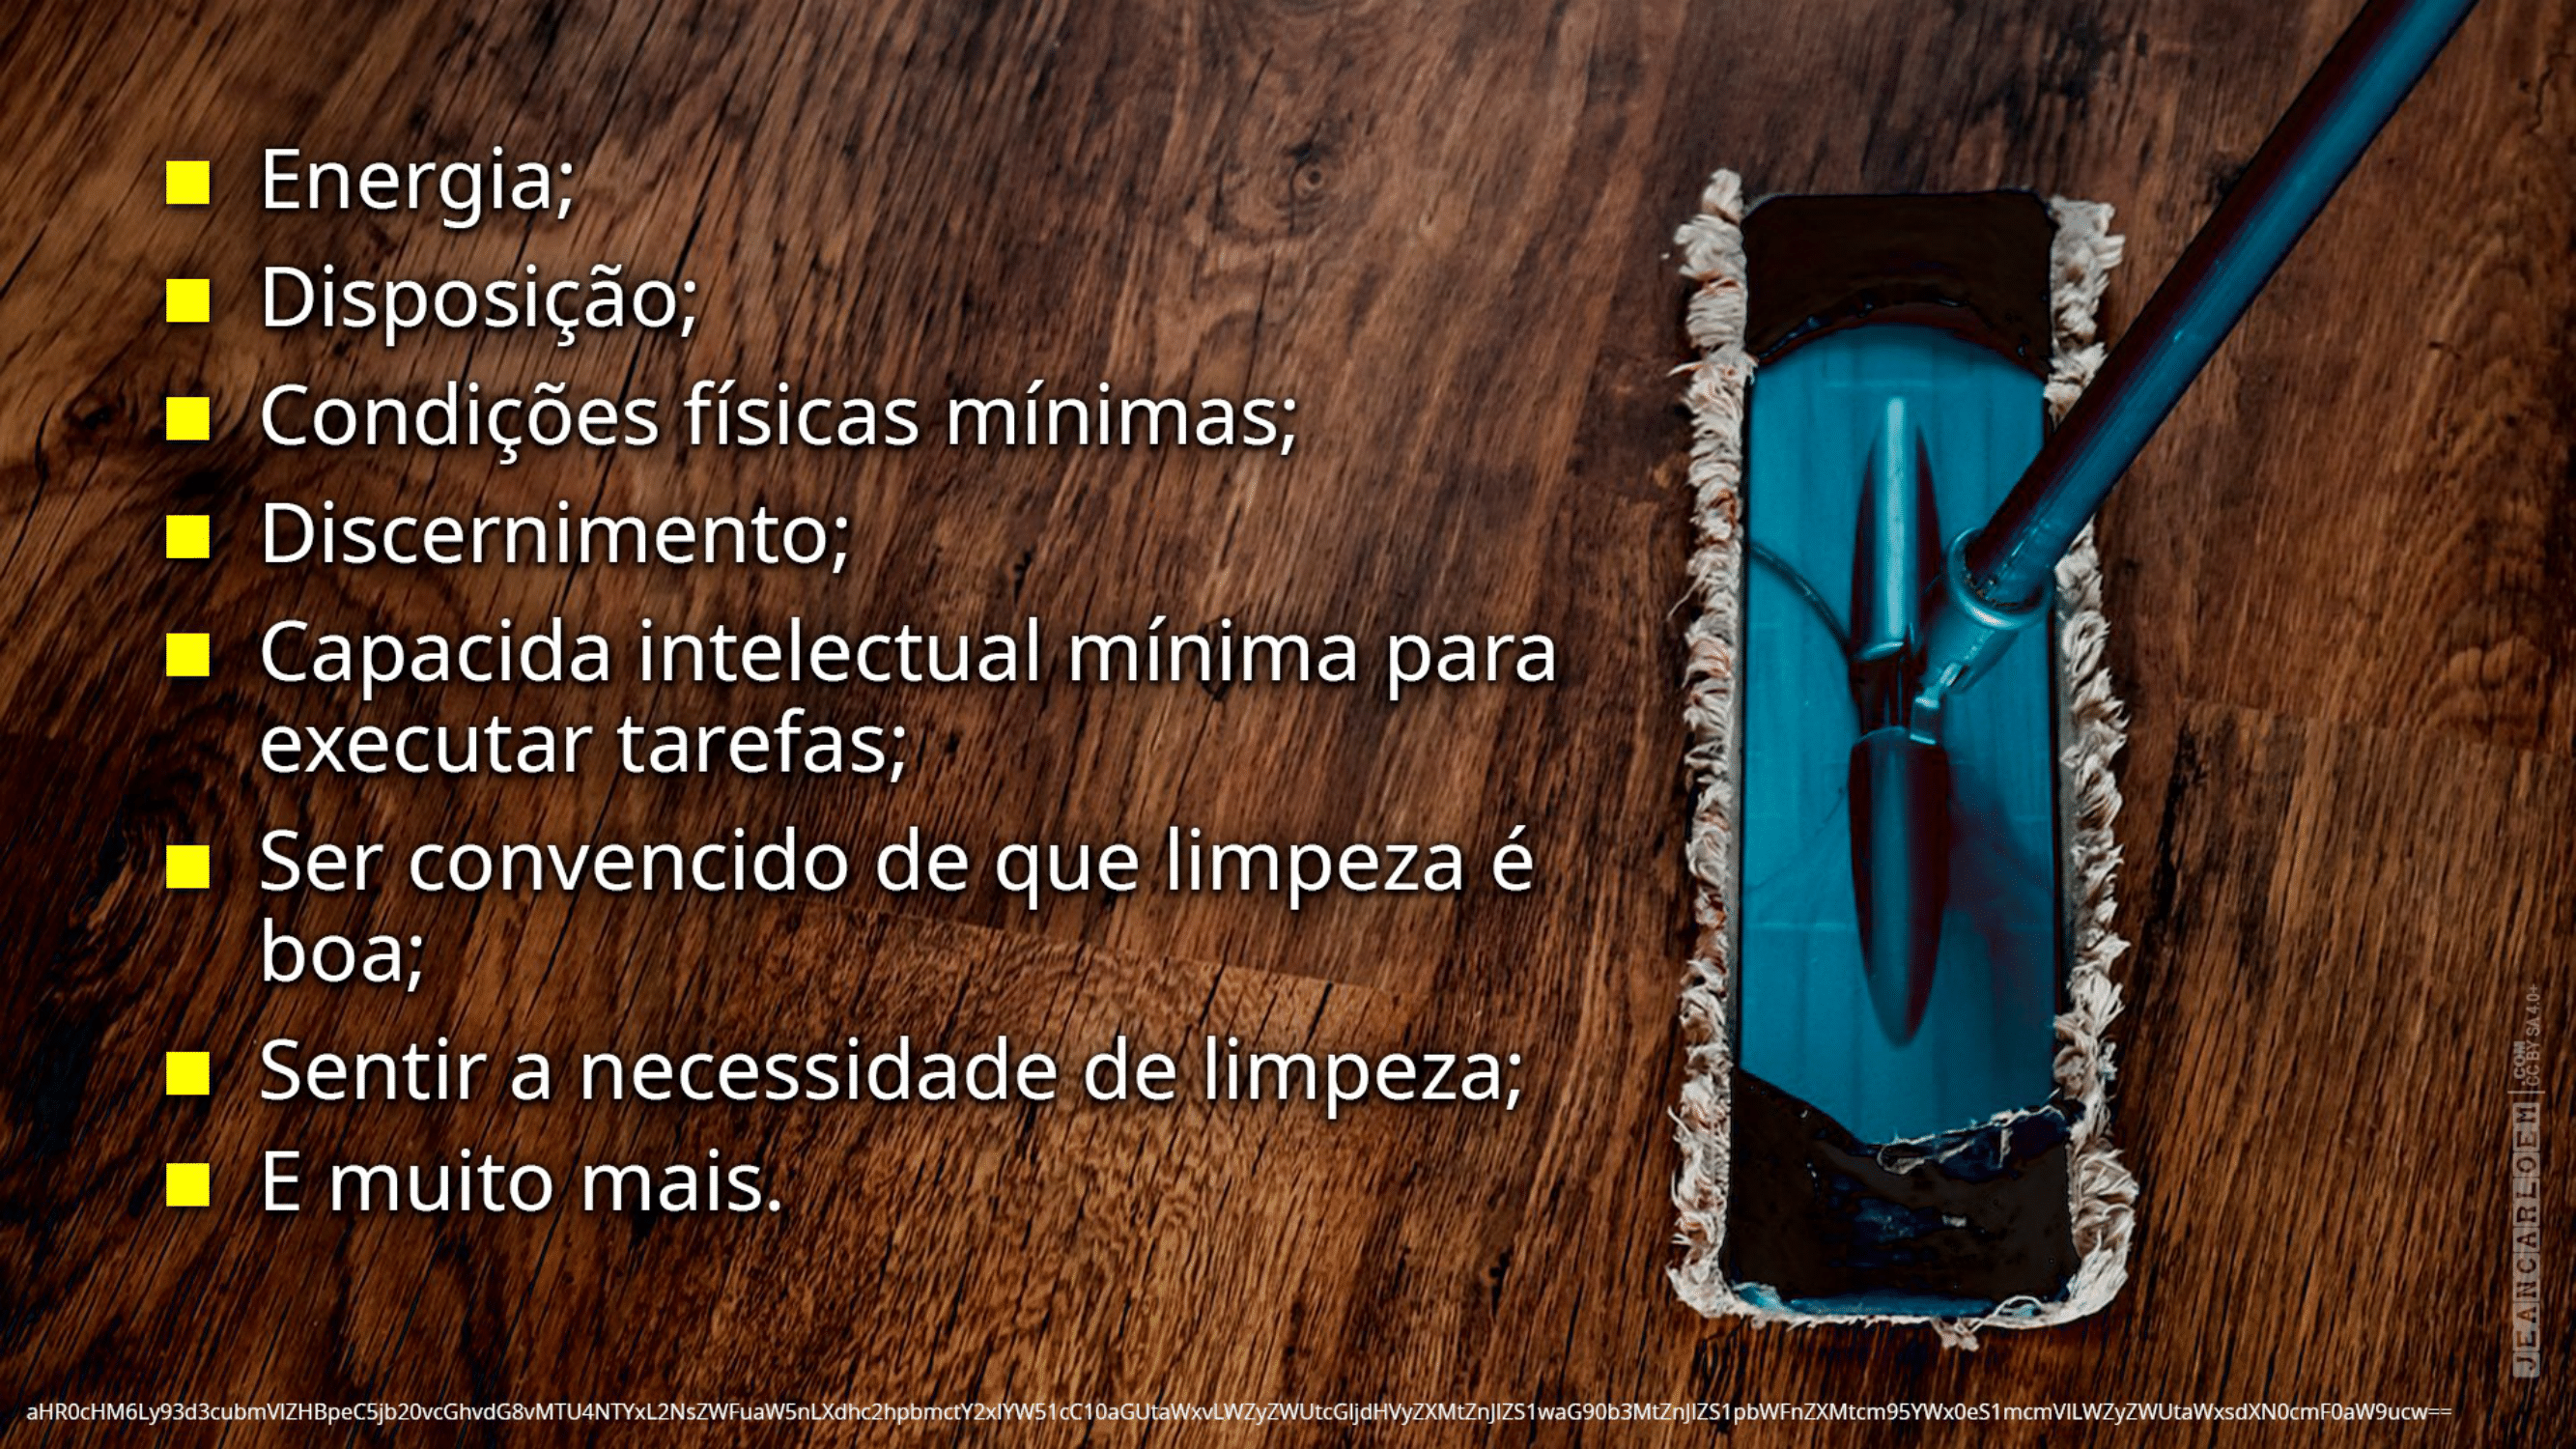 Energia;
Disposição;
Condições físicas mínimas;
Discernimento;
Capacida intelectual mínima para
executar tarefas;
Ser convencido de que limpeza é
boa;
Sentir a necessidade de limpeza;
E muito mais.
JEANCARLOEM
.COM
CC BY SA 4.0+